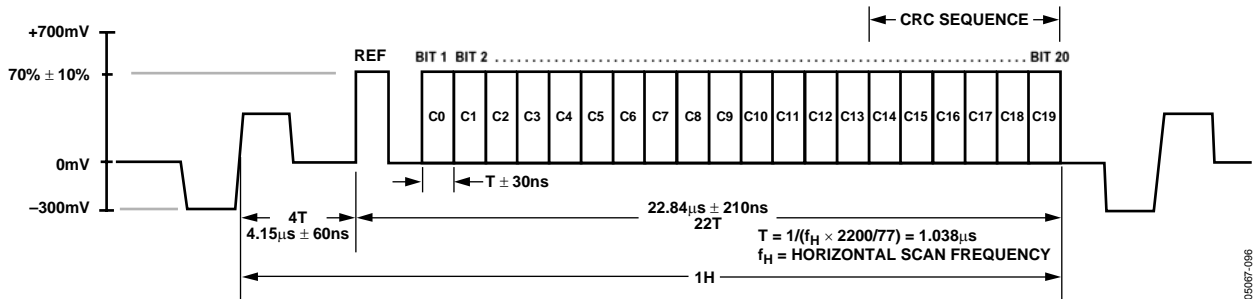 CRC SEQUENCE
+700mV
REF
BIT 1 BIT 2 BIT 20
70% ± 10%
C0 C1 C2 C3 C4 C5 C6 C7 C8 C9 C10 C11 C12 C13 C14 C15 C16 C17 C18 C19
0mV
T ± 30ns
–300mV
4T
4.15μs ± 60ns
22.84μs ± 210ns
22T
T = 1/(fH × 2200/77) = 1.038μs
fH = HORIZONTAL SCAN FREQUENCY
1H
05067-096